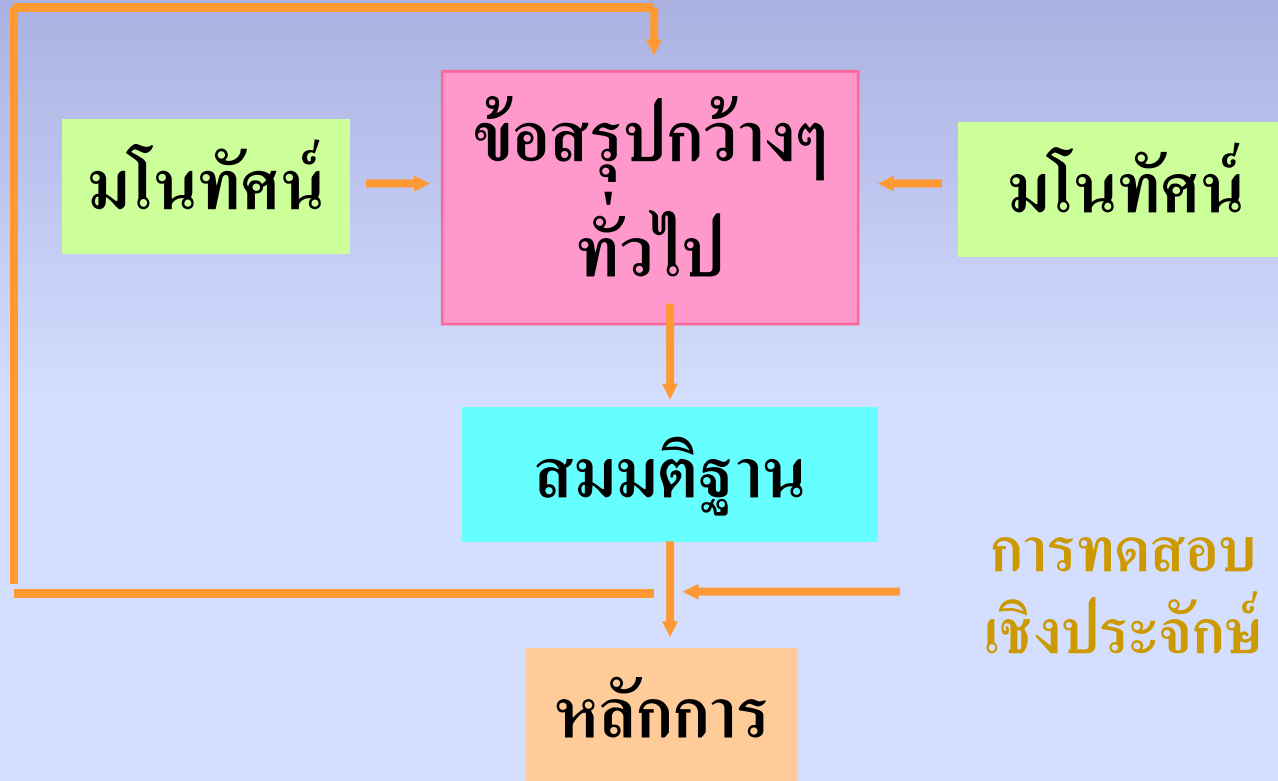 ข้อสรุปกว้างๆ
ทั่วไป
มโนทัศน์
มโนทัศน์
สมมติฐาน
การทดสอบ
เชิงประจักษ์
หลักการ